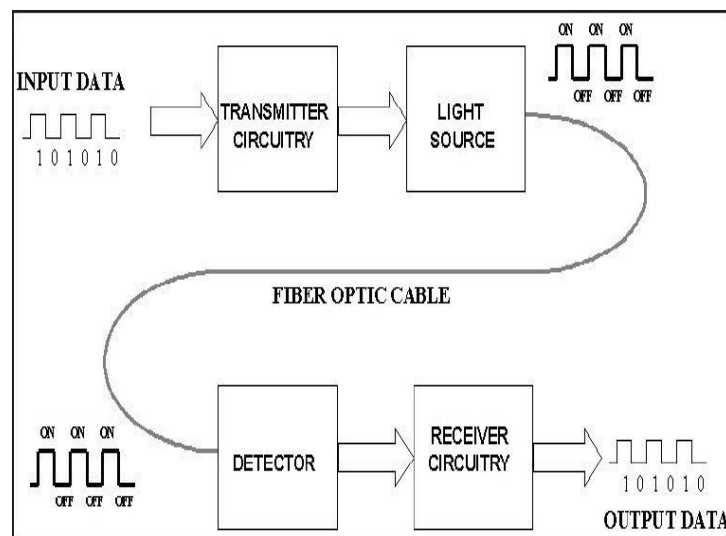 ON ON ON
OFF OFF OFF
INPUT DATA
1 0 1 0 1 0
TRANSMITTER
CIRCUITRY
LIGHT
SOURCE
FIBER OPTIC CABLE
ON ON ON
OFF OFF OFF
DETECTOR
RECEIVER
CIRCUITRY
1 0 1 0 1 0
OUTPUT DATA